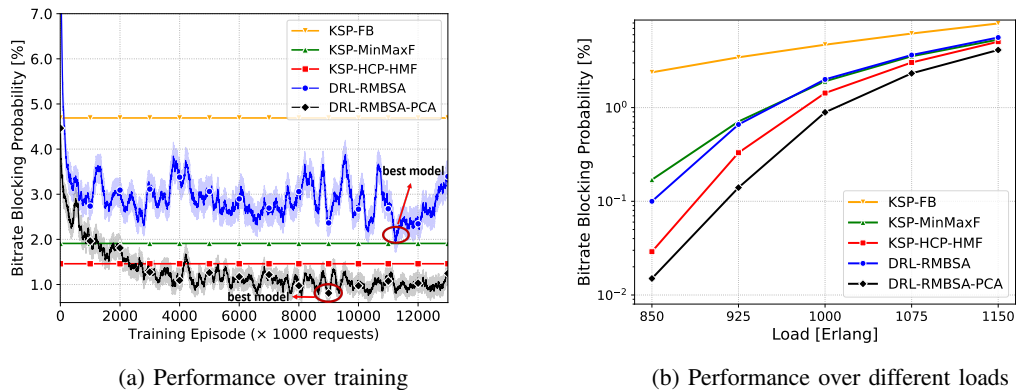 7.0
6.0
5.0
4.0
3.0
2.0
1.0
Bitrate Blocking Probability [%]
KSP-FB
KSP-MinMaxF
KSP-HCP-HMF
DRL-RMBSA
DRL-RMBSA-PCA
best model
best model
0 2000 4000 6000 8000 10000 12000
Training Episode (× 1000 requests)
(a) Performance over training
Bitrate Blocking Probability [%]
10⁰
10⁻¹
10⁻²
KSP-FB
KSP-MinMaxF
KSP-HCP-HMF
DRL-RMBSA
DRL-RMBSA-PCA
850 925 1000 1075 1150
Load [Erlang]
(b) Performance over different loads